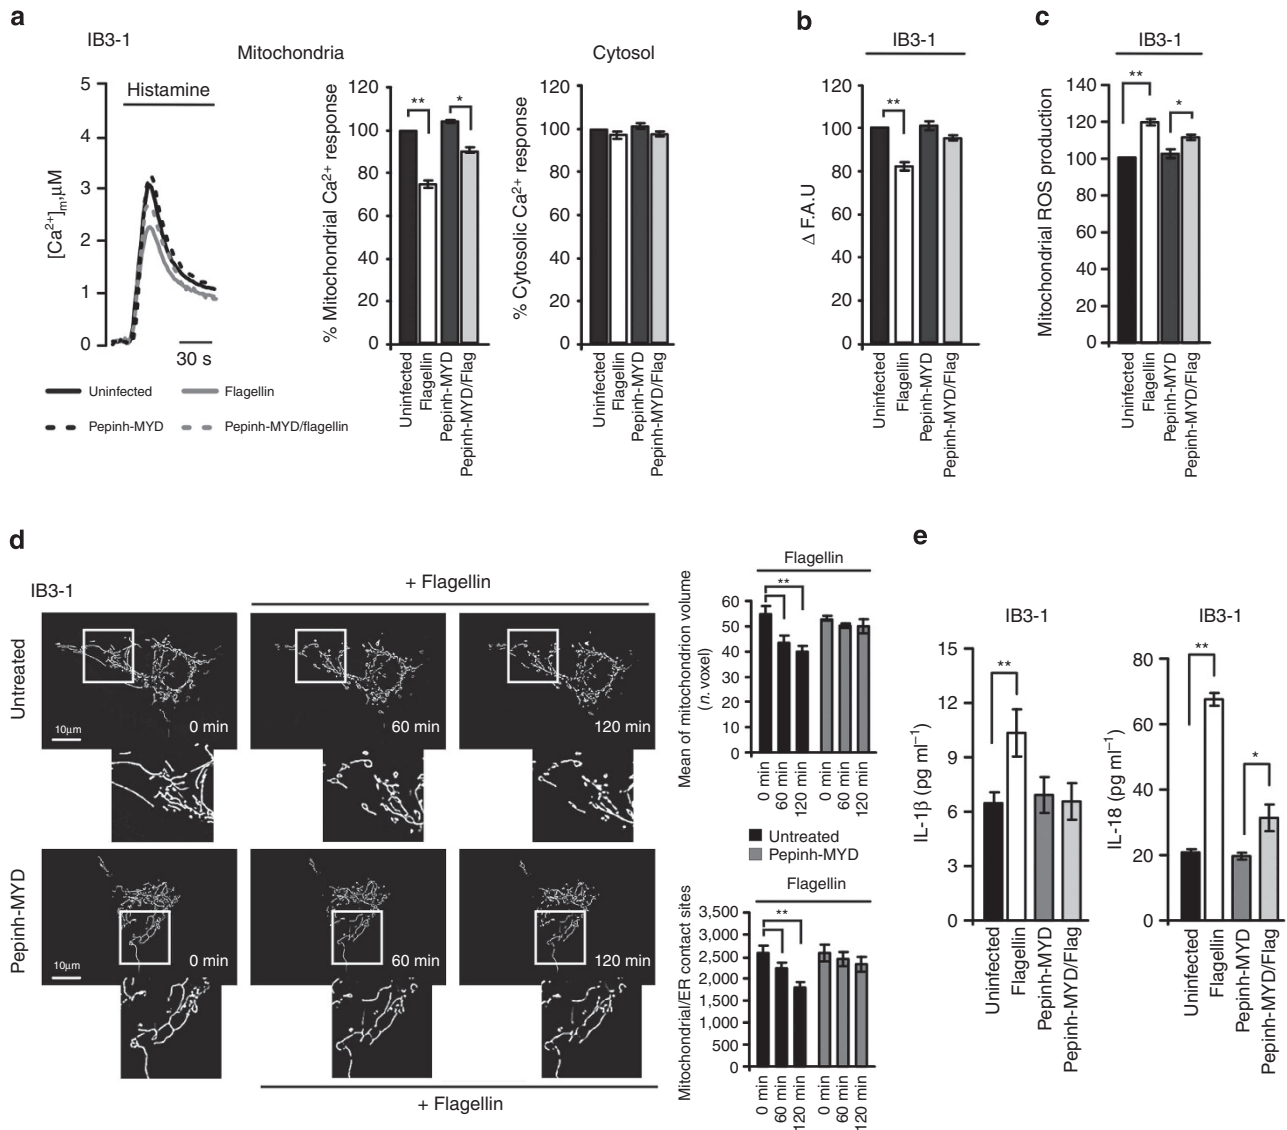 a
IB3-1
Mitochondria
Cytosol
Histamine
[Ca2+]m,µM
5
4
3
2
1
0
30 s
Uninfected
Flagellin
Pepinh-MYD
Pepinh-MYD/flagellin
% Mitochondrial Ca2+ response
120
100
80
60
40
20
0
**
*
Uninfected
Flagellin
Pepinh-MYD
Pepinh-MYD/Flag
% Cytosolic Ca2+ response
120
100
80
60
40
20
0
Uninfected
Flagellin
Pepinh-MYD
Pepinh-MYD/Flag
b
IB3-1
Δ F.A.U
120
100
80
60
40
20
0
**
Uninfected
Flagellin
Pepinh-MYD
Pepinh-MYD/Flag
c
IB3-1
Mitochondrial ROS production
140
120
100
80
60
40
20
0
**
*
Uninfected
Flagellin
Pepinh-MYD
Pepinh-MYD/Flag
d
IB3-1
+ Flagellin
Untreated
10µm
0 min
60 min
120 min
Pepinh-MYD
10µm
0 min
60 min
120 min
+ Flagellin
Flagellin
Mean of mitochondrion volume
(n. voxel)
60
50
40
30
20
10
0
**
0 min
60 min
120 min
0 min
60 min
120 min
Untreated
Pepinh-MYD
Flagellin
Mitochondrial/ER contact sites
3,500
3,000
2,500
2,000
1,500
1,000
500
0
**
0 min
60 min
120 min
0 min
60 min
120 min
e
IB3-1
IL-1β (pg ml−1)
15
12
9
6
3
0
**
Uninfected
Flagellin
Pepinh-MYD
Pepinh-MYD/Flag
IB3-1
IL-18 (pg ml−1)
80
60
40
20
0
**
*
Uninfected
Flagellin
Pepinh-MYD
Pepinh-MYD/Flag